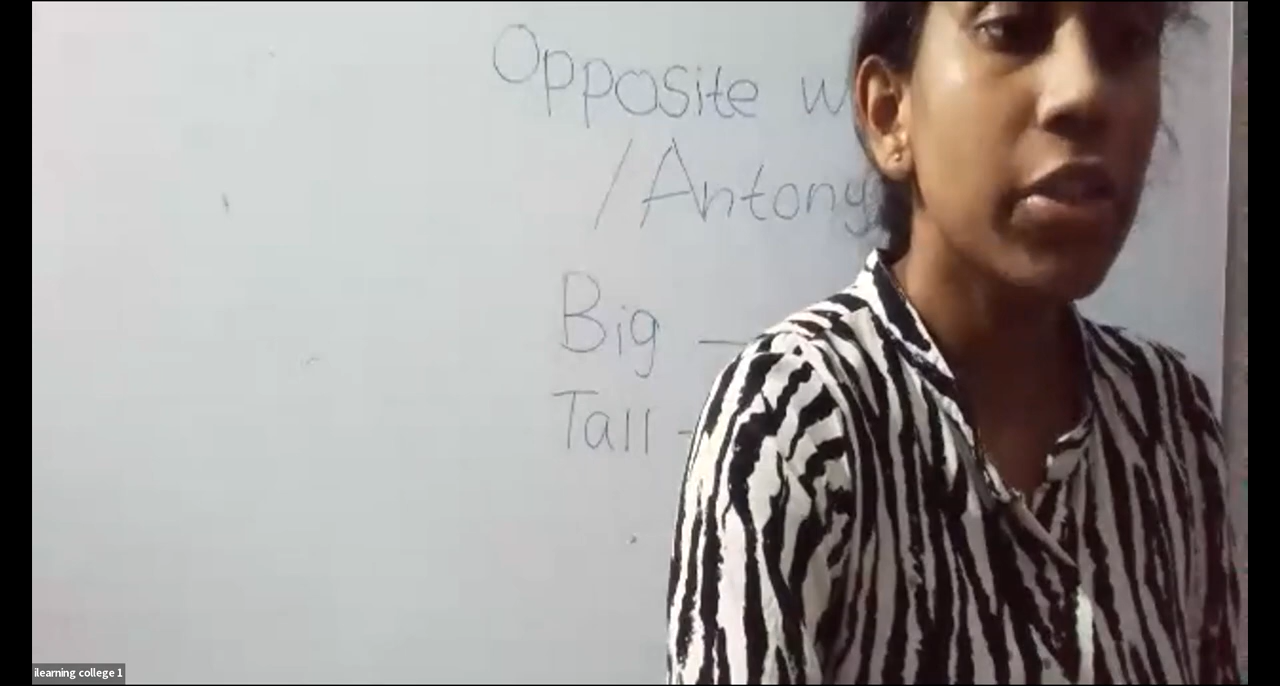 Opposite w
/Antony
Big —
Tall -
ilearning college 1